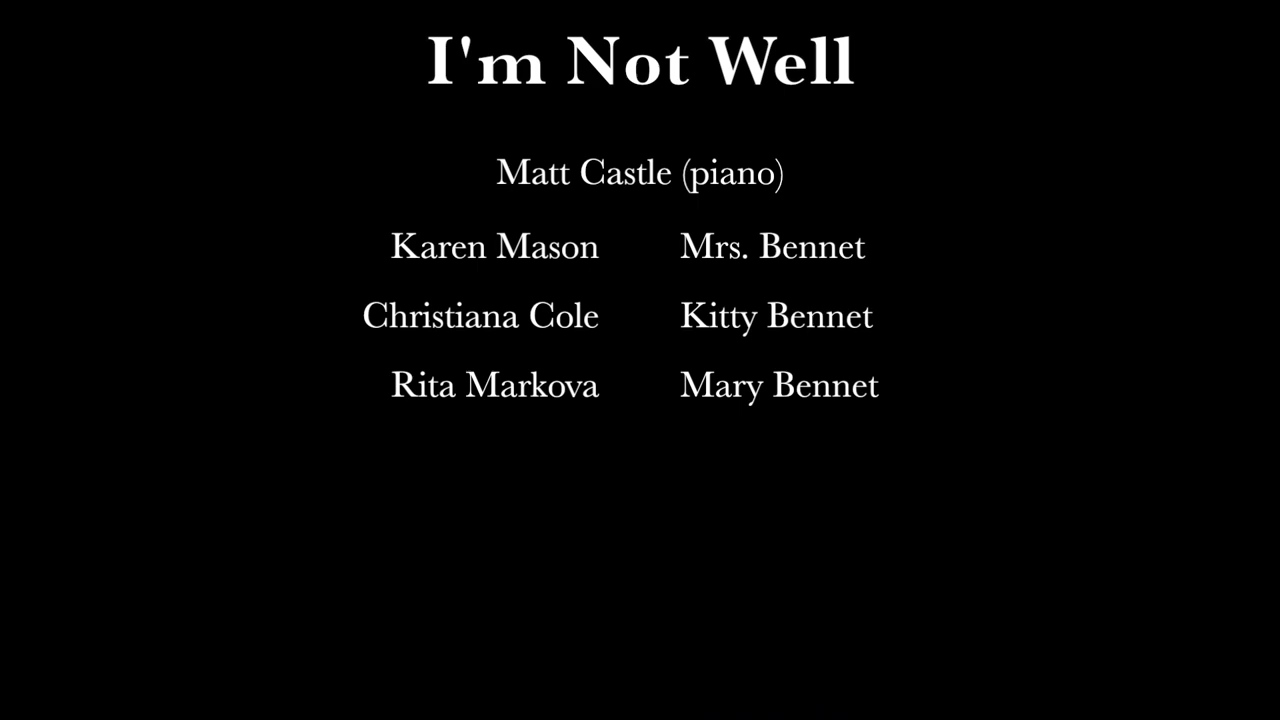 I'm Not Well
Matt Castle (piano)
Karen Mason Mrs. Bennet
Christiana Cole Kitty Bennet
Rita Markova Mary Bennet